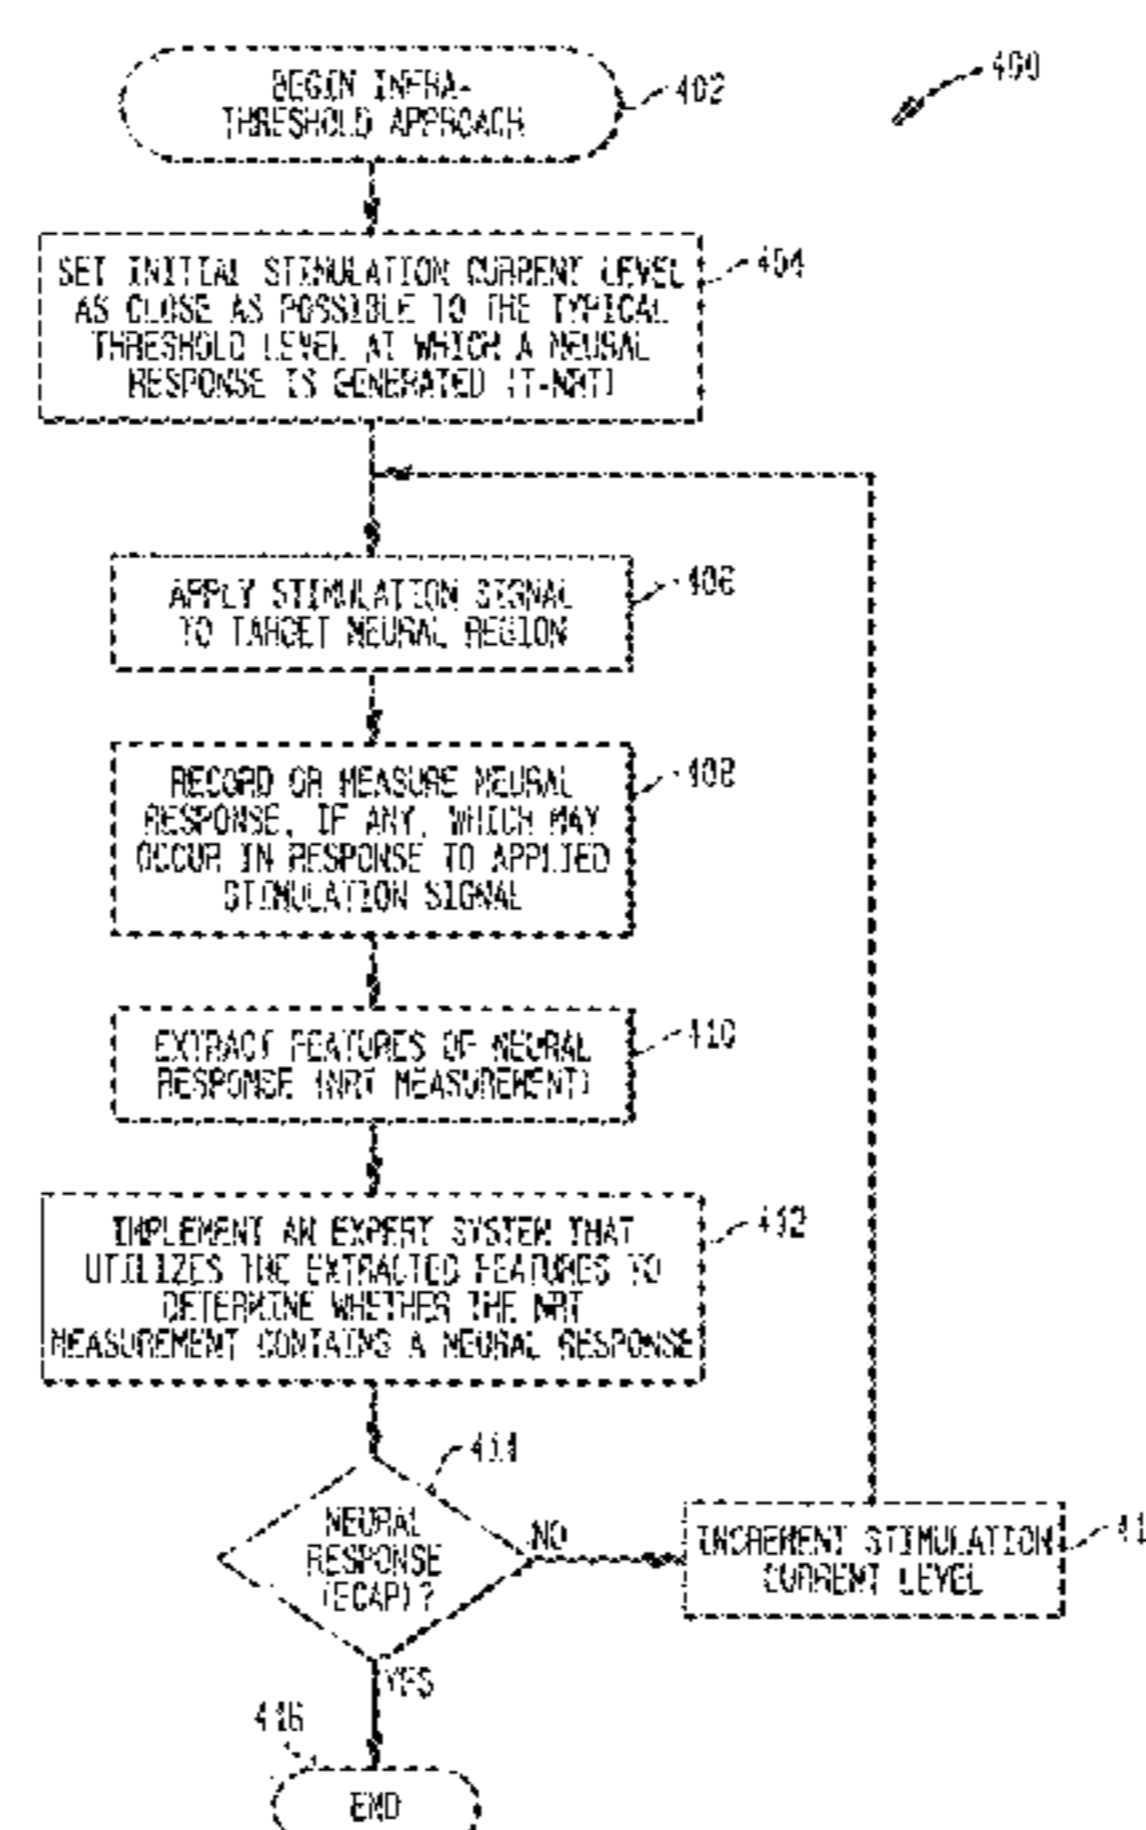 BEGIN INFRA-
THRESHOLD APPROACH
402
400
SET INITIAL STIMULATION CURRENT LEVEL
AS CLOSE AS POSSIBLE TO THE TYPICAL
THRESHOLD LEVEL AT WHICH A NEURAL
RESPONSE IS GENERATED (T-NRT)
404
APPLY STIMULATION SIGNAL
TO TARGET NEURAL REGION
406
RECORD OR MEASURE NEURAL
RESPONSE, IF ANY, WHICH MAY
OCCUR IN RESPONSE TO APPLIED
STIMULATION SIGNAL
408
EXTRACT FEATURES OF NEURAL
RESPONSE (NRT MEASUREMENT)
410
IMPLEMENT AN EXPERT SYSTEM THAT
UTILIZES THE EXTRACTED FEATURES TO
DETERMINE WHETHER THE NRT
MEASUREMENT CONTAINS A NEURAL RESPONSE
412
414
NEURAL
RESPONSE
(ECAP)?
NO
INCREMENT STIMULATION
CURRENT LEVEL
41
YES
416
END